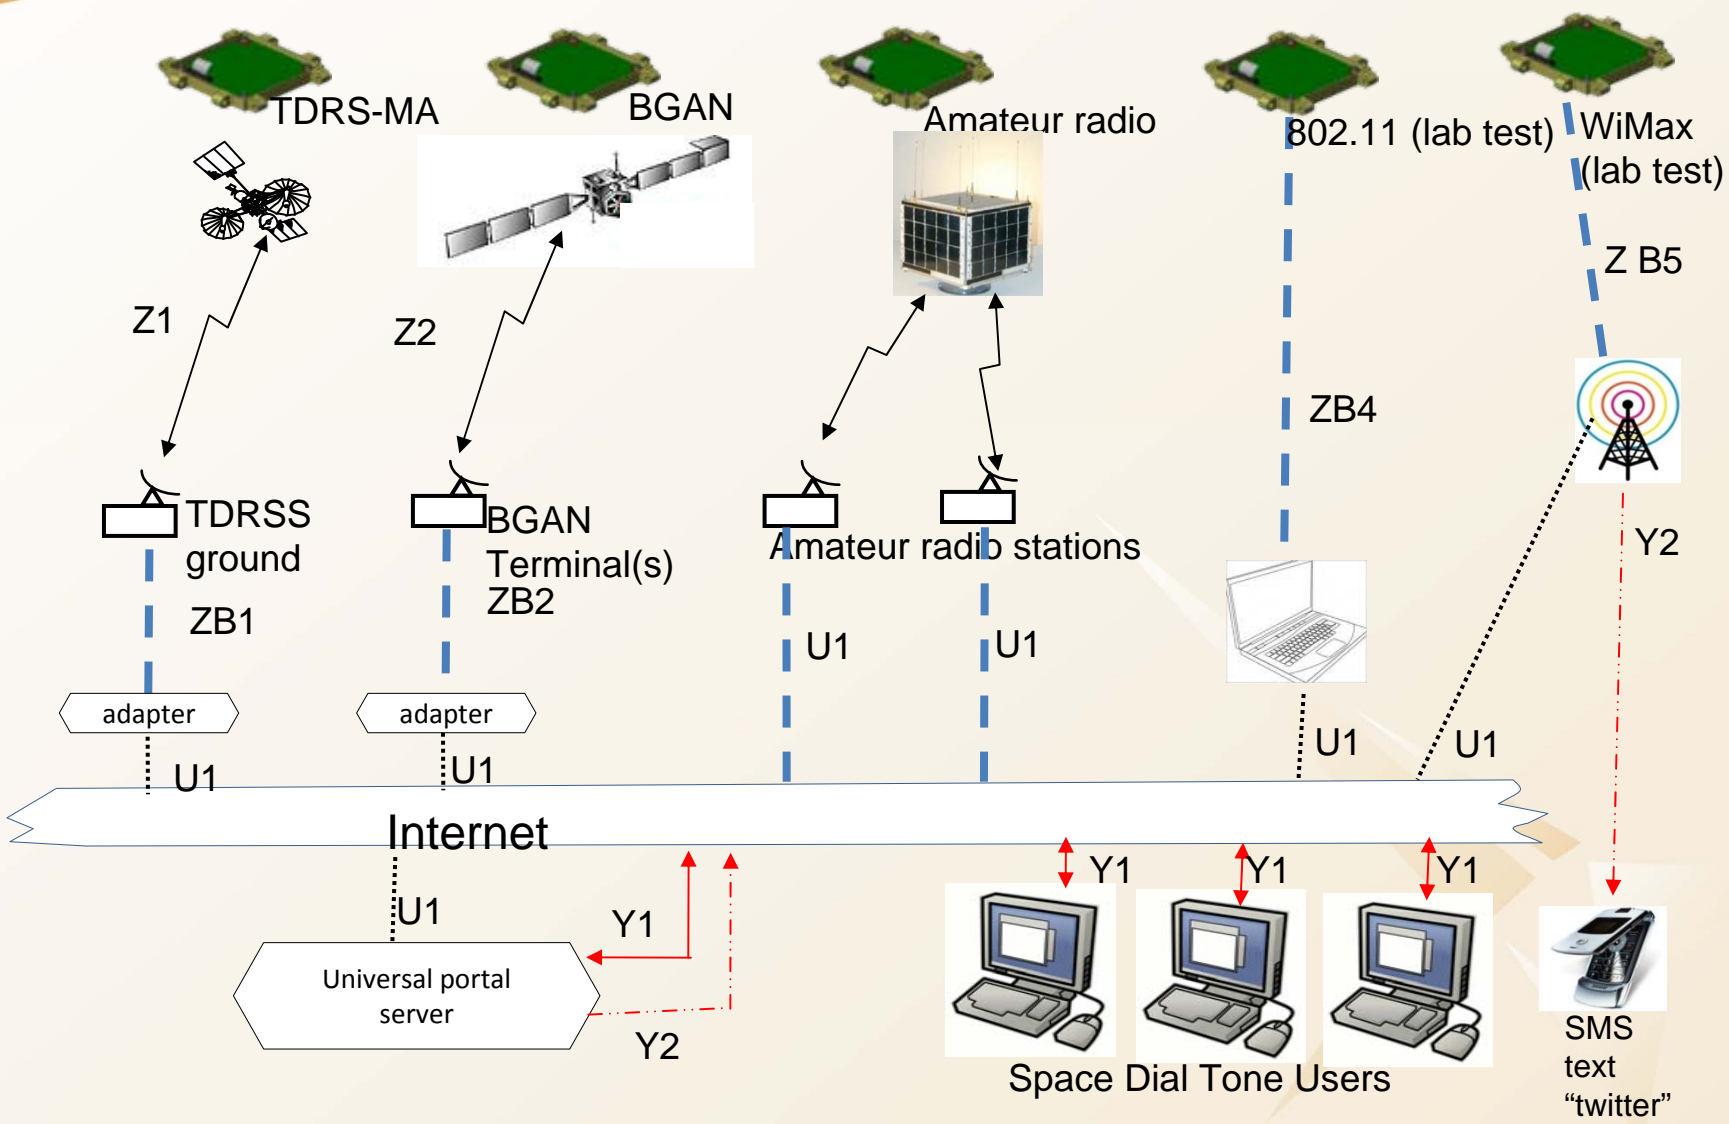 TDRS-MA
BGAN
Amateur radio
802.11 (lab test)
WiMax
(lab test)
Z B5
Z1
Z2
ZB4
TDRSS
ground
BGAN
Terminal(s)
Amateur radio stations
Y2
ZB1
ZB2
U1
U1
adapter
adapter
U1
U1
U1
U1
Internet
Y1
Y1
Y1
U1
Y1
Universal portal
server
Y2
Space Dial Tone Users
SMS
text
“twitter”